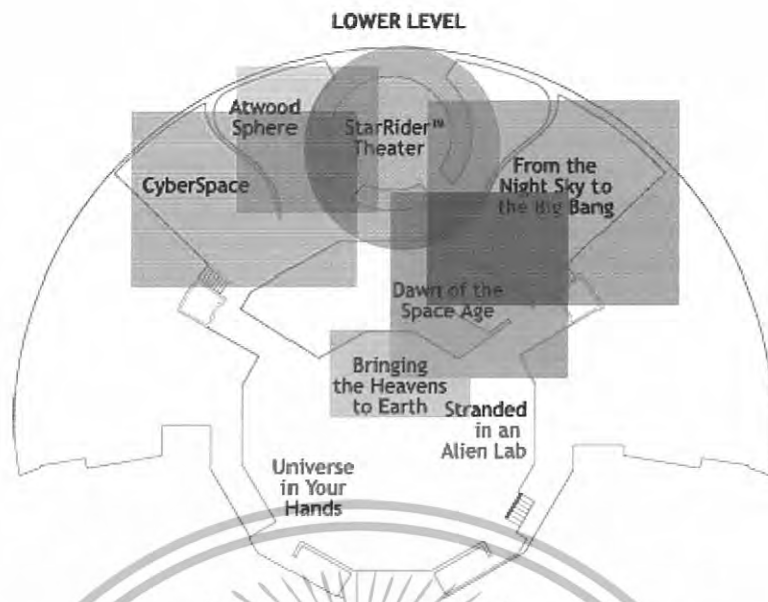 LOWER LEVEL
Atwood
Sphere
StarRider™
Theater
CyberSpace
From the
Night Sky to
the Big Bang
Dawn of the
Space Age
Bringing
the Heavens
to Earth
Stranded
in an
Alien Lab
Universe
in Your
Hands